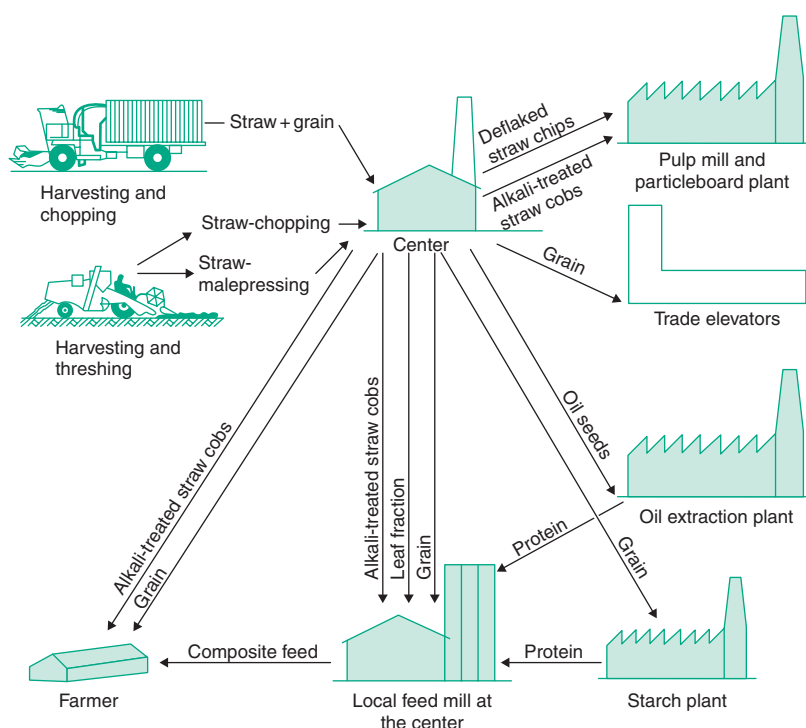 Straw + grain
Harvesting and
chopping
Deflaked
straw chips
Alkali-treated
straw cobs
Pulp mill and
particleboard plant
Straw-chopping
Straw-
malepressing
Center
Grain
Trade elevators
Harvesting and
threshing
Alkali-treated straw cobs
Grain
Alkali-treated straw cobs
Leaf fraction
Grain
Oil seeds
Grain
Oil extraction plant
Protein
Composite feed
Protein
Farmer
Local feed mill at
the center
Starch plant